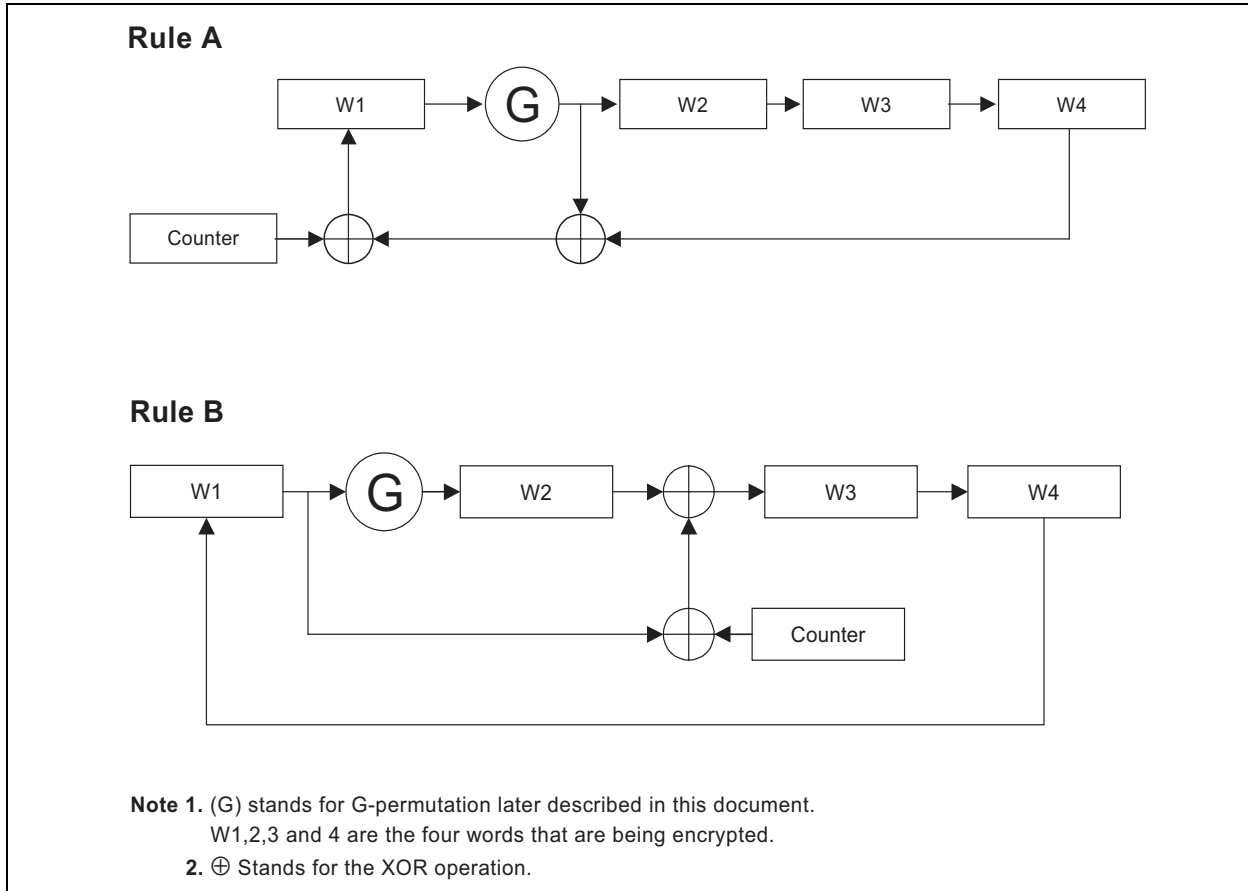 Rule A
W1
G
W2
W3
W4
Counter
Rule B
W1
G
W2
W3
W4
Counter
Note 1. (G) stands for G-permutation later described in this document.
W1,2,3 and 4 are the four words that are being encrypted.
2. ⊕ Stands for the XOR operation.